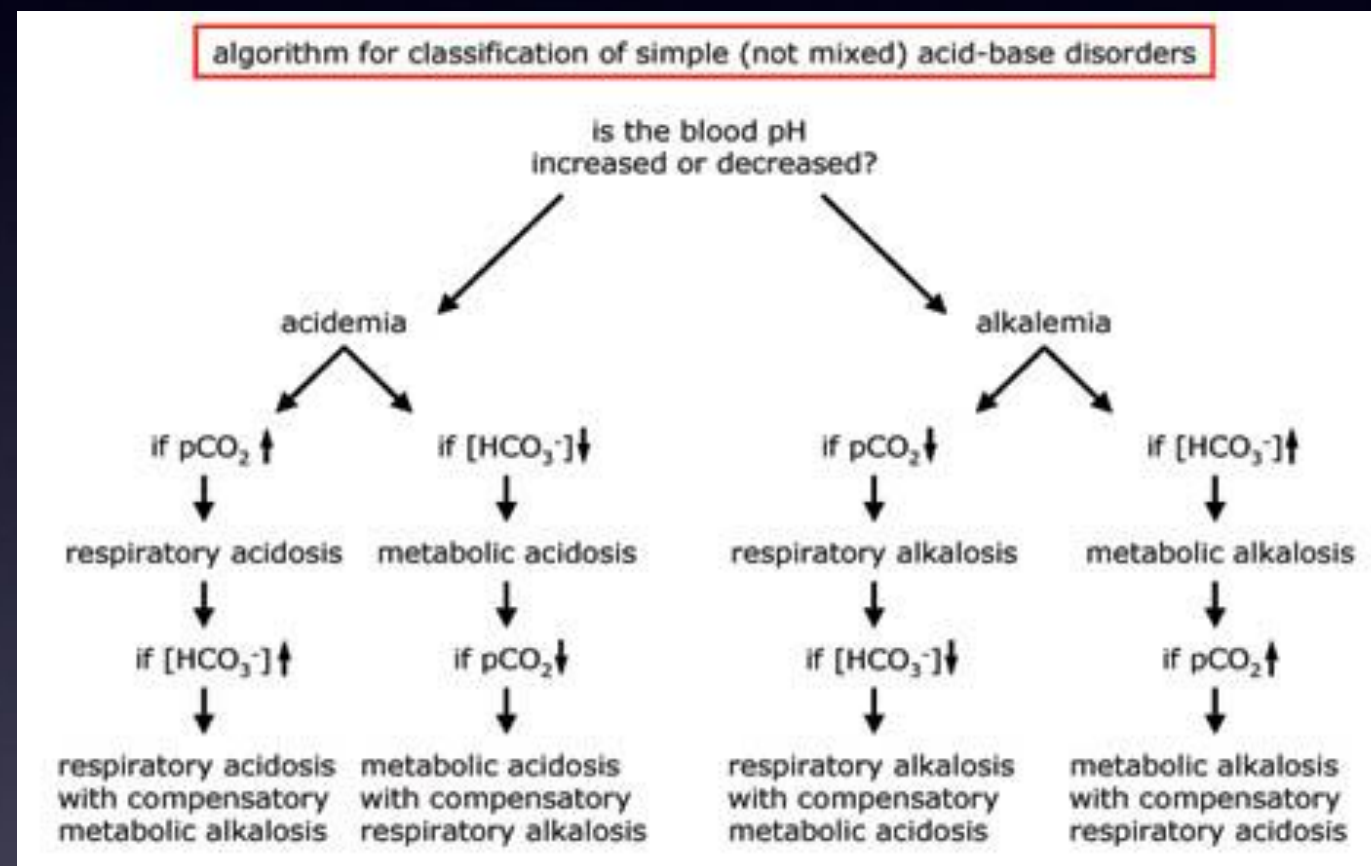 algorithm for classification of simple (not mixed) acid-base disorders
is the blood pH
increased or decreased?
acidemia
alkalemia
if pCO₂ ↑
if [HCO₃⁻]↓
if pCO₂↓
if [HCO₃⁻]↑
respiratory acidosis
metabolic acidosis
respiratory alkalosis
metabolic alkalosis
if [HCO₃⁻]↑
if pCO₂↓
if [HCO₃⁻]↓
if pCO₂↑
respiratory acidosis
with compensatory
metabolic alkalosis
metabolic acidosis
with compensatory
respiratory alkalosis
respiratory alkalosis
with compensatory
metabolic acidosis
metabolic alkalosis
with compensatory
respiratory acidosis